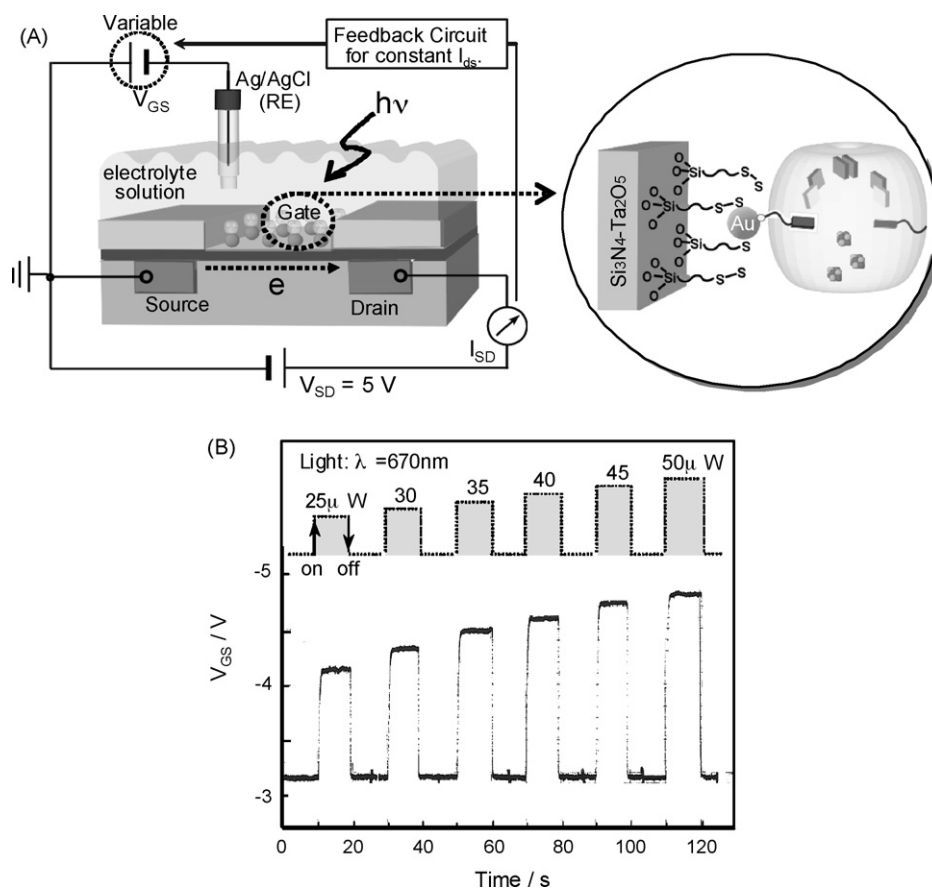 (A)
Variable
V_GS
Feedback Circuit
for constant I_ds.
Ag/AgCl
(RE)
hν
electrolyte
solution
Gate
e
Source
Drain
I_SD
V_SD = 5 V
Si3N4-Ta2O5
O
O
Si
S
S
O
O
O
Si
S
S
O
Au
O
O
Si
S
S
O
O
O
Si
S
S
O
(B)
Light: λ =670nm
25μ W
30
35
40
45
50μ W
on
off
-5
-4
-3
V_GS / V
0
20
40
60
80
100
120
Time / s